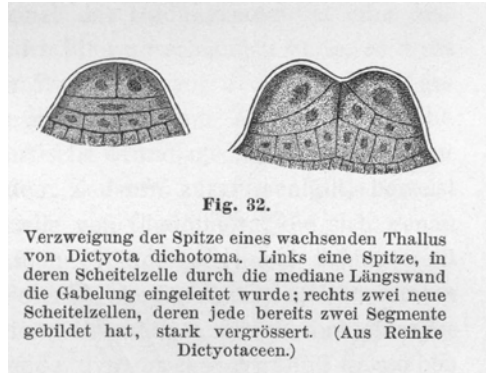 Fig. 32.
Verzweigung der Spitze eines wachsenden Thallus
von Dictyota dichotoma. Links eine Spitze, in
deren Scheitelzelle durch die mediane Längswand
die Gabelung eingeleitet wurde; rechts zwei neue
Scheitelzellen, deren jede bereits zwei Segmente
gebildet hat, stark vergrössert. (Aus Reinke
Dictyotaceen.)